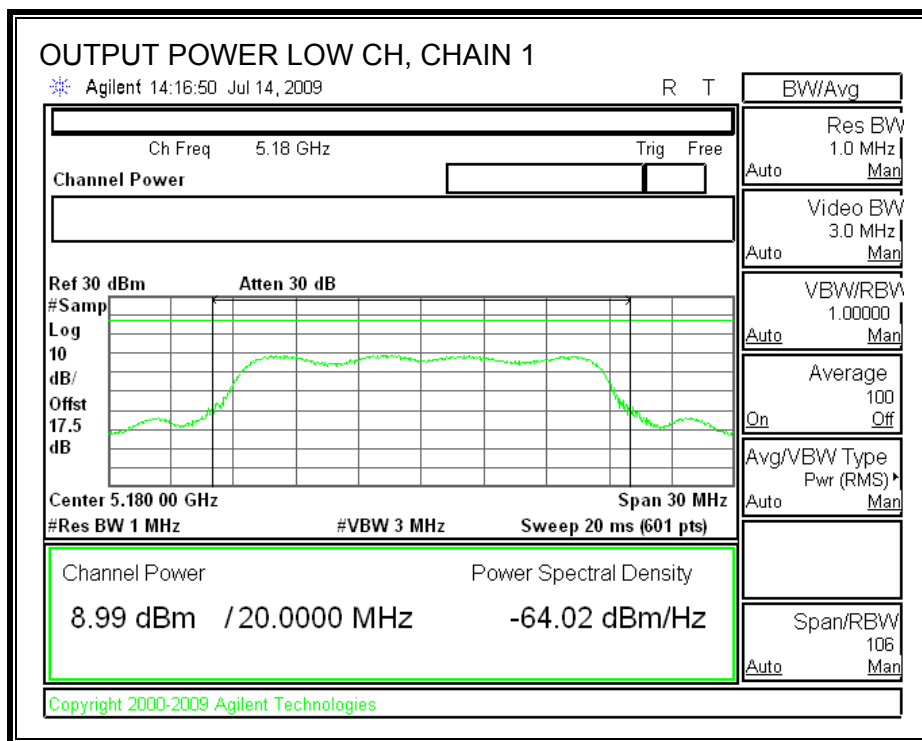 OUTPUT POWER LOW CH, CHAIN 1
Agilent 14:16:50 Jul 14, 2009 R T
Ch Freq 5.18 GHz Trig Free
Channel Power
Ref 30 dBm Atten 30 dB
#Samp
Log
10
dB/
Offst
17.5
dB
Center 5.180 00 GHz Span 30 MHz
#Res BW 1 MHz #VBW 3 MHz Sweep 20 ms (601 pts)
Channel Power Power Spectral Density
8.99 dBm / 20.0000 MHz -64.02 dBm/Hz
Copyright 2000-2009 Agilent Technologies
BW/Avg
Res BW
1.0 MHz
Auto Man
Video BW
3.0 MHz
Auto Man
VBW/RBW
1.00000
Auto Man
Average
100
On Off
Avg/VBW Type
Pwr (RMS)
Auto Man
Span/RBW
106
Auto Man